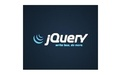 jQuery
write less, do more.